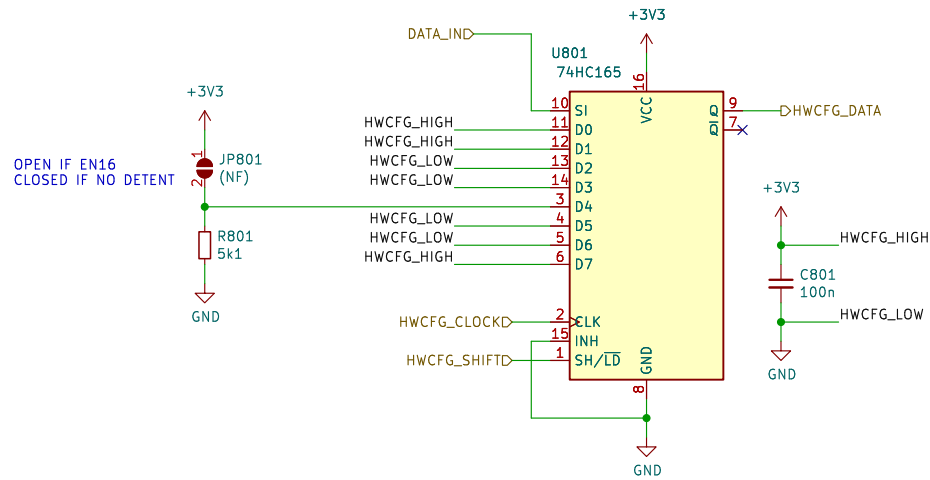 +3V3
DATA_IN
U801
74HC165
+3V3
16
VCC
10 SI
Q 9
HWCFG_DATA
HWCFG_HIGH 11 D0
Q 7
HWCFG_HIGH 12 D1
1
JP801
OPEN IF EN16
HWCFG_LOW 13 D2
CLOSED IF NO DETENT
2
(NF)
HWCFG_LOW 14 D3
+3V3
3 D4
HWCFG_LOW 4 D5
R801
HWCFG_LOW 5 D6
HWCFG_HIGH
5k1
HWCFG_HIGH 6 D7
C801
100n
GND
HWCFG_CLOCK 2 CLK
HWCFG_LOW
15 INH
HWCFG_SHIFT 1 SH/LD
GND
GND
8
GND